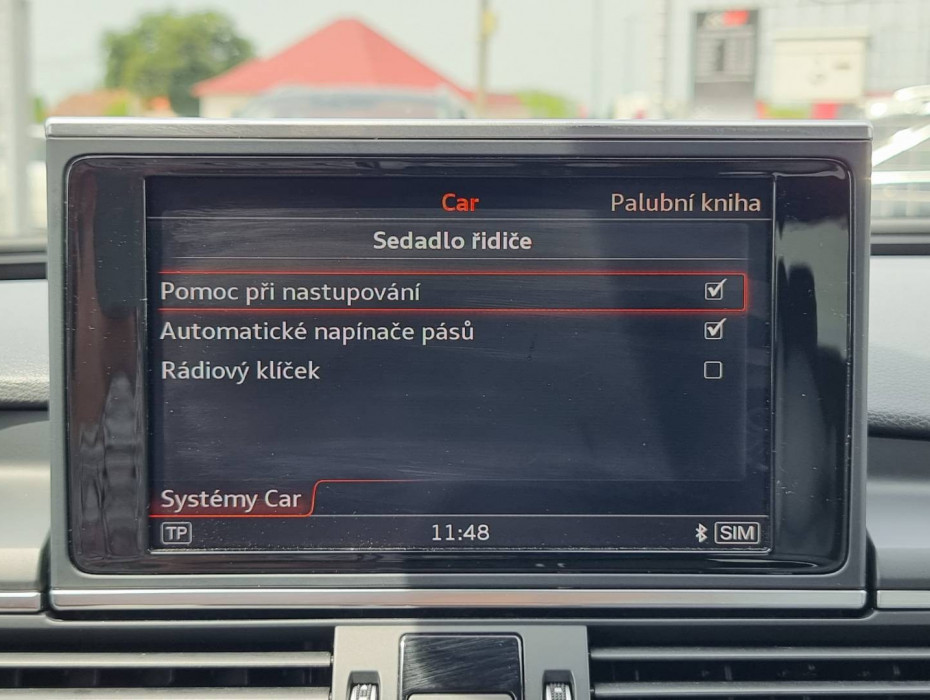 Car
Palubní kniha
Sedadlo řidiče
Pomoc při nastupování
Automatické napínače pásů
Rádiový klíček
Systémy Car
TP
11:48
SIM